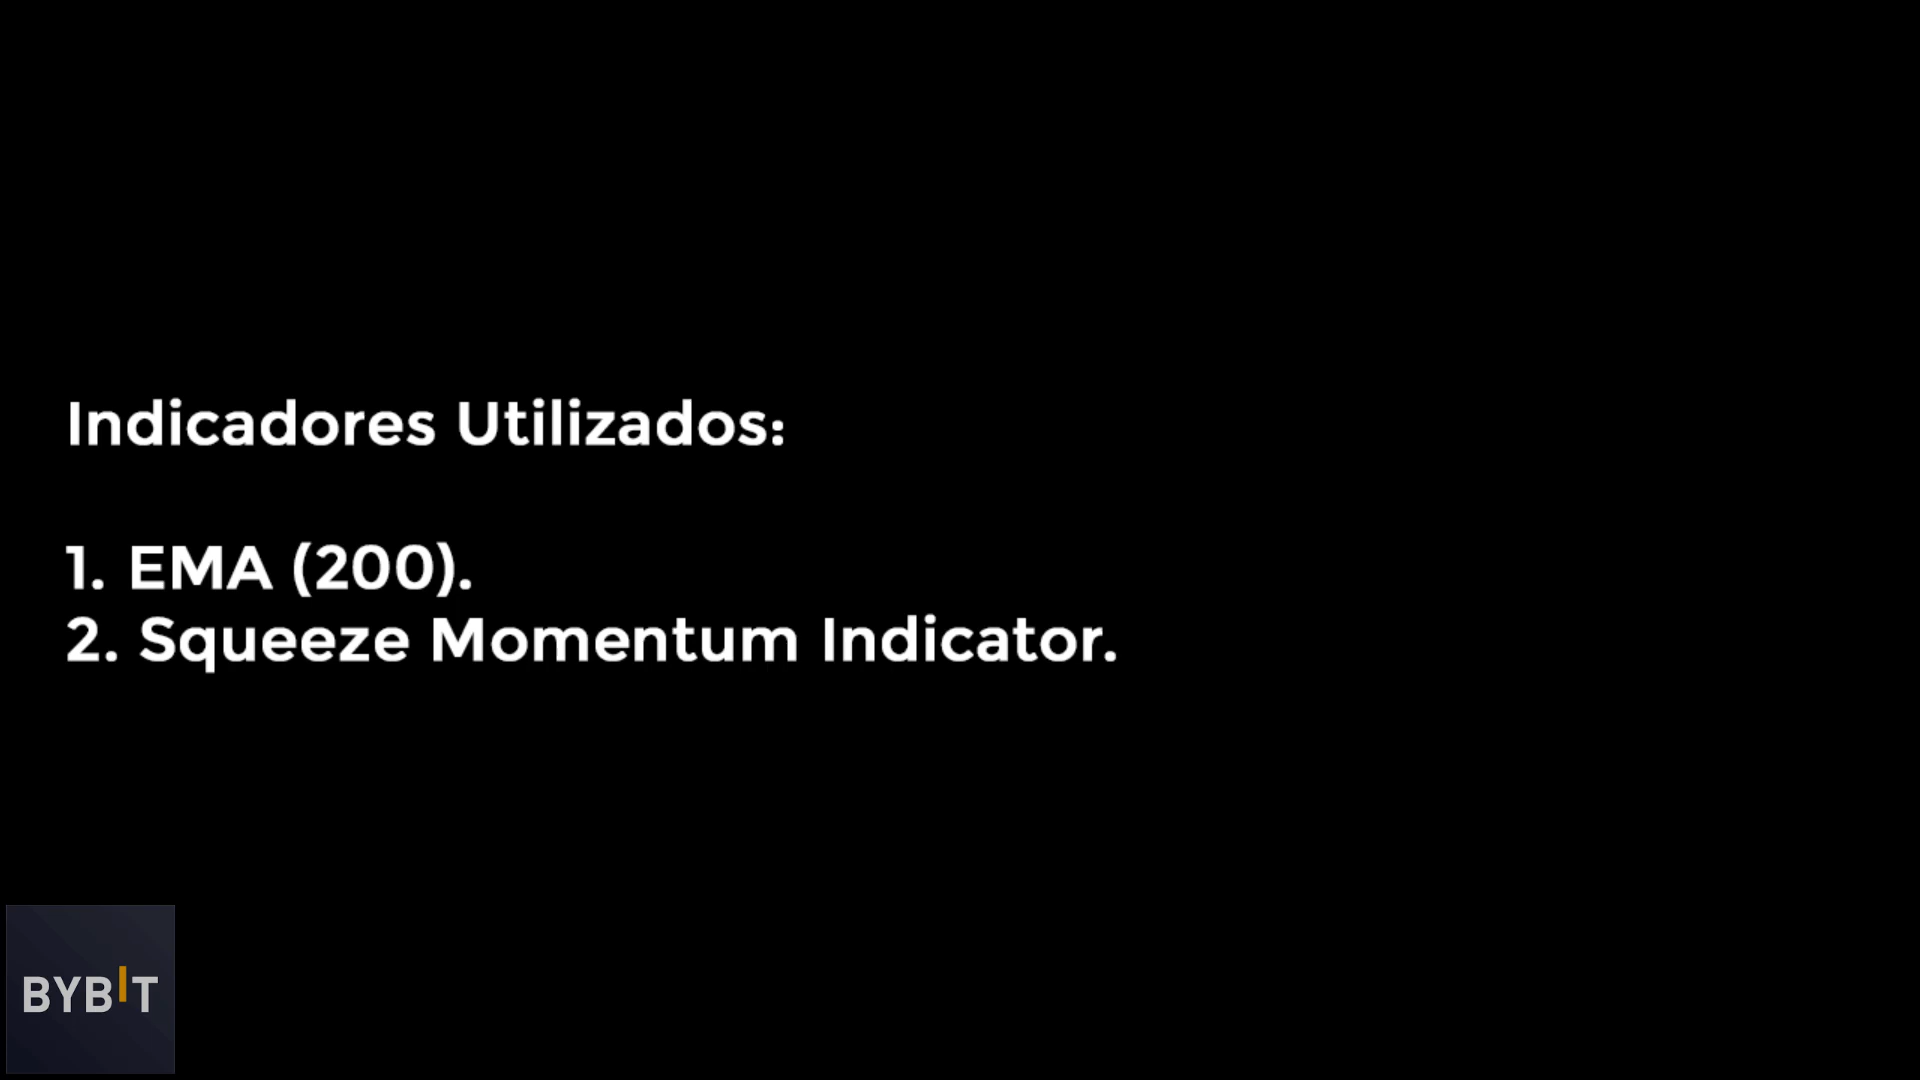 Indicadores Utilizados:
1. EMA (200).
2. Squeeze Momentum Indicator.
BYBIT